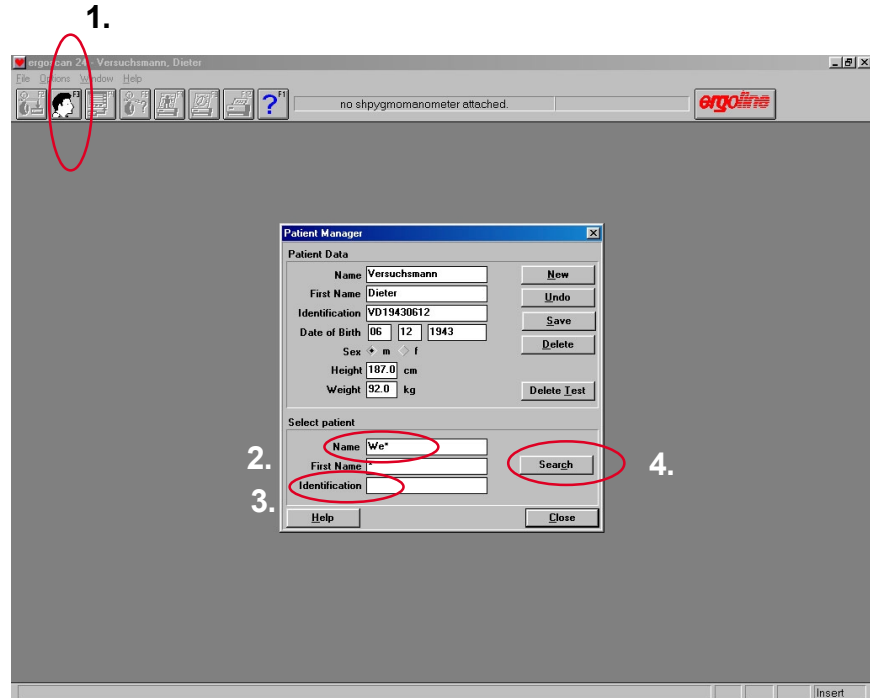 1.
ergoscan 24 - Versuchsmann, Dieter
File Options Window Help
F3 F1
no shpygmomanometer attached.
ergoline
Patient Manager
Patient Data
Name Versuchsmann New
First Name Dieter Undo
Identification VD19430612 Save
Date of Birth 06 12 1943
Delete
Sex m f
Height 187.0 cm
Weight 92.0 kg Delete Test
Select patient
2. Name We*
First Name * Search 4.
3. Identification
Help Close
Insert